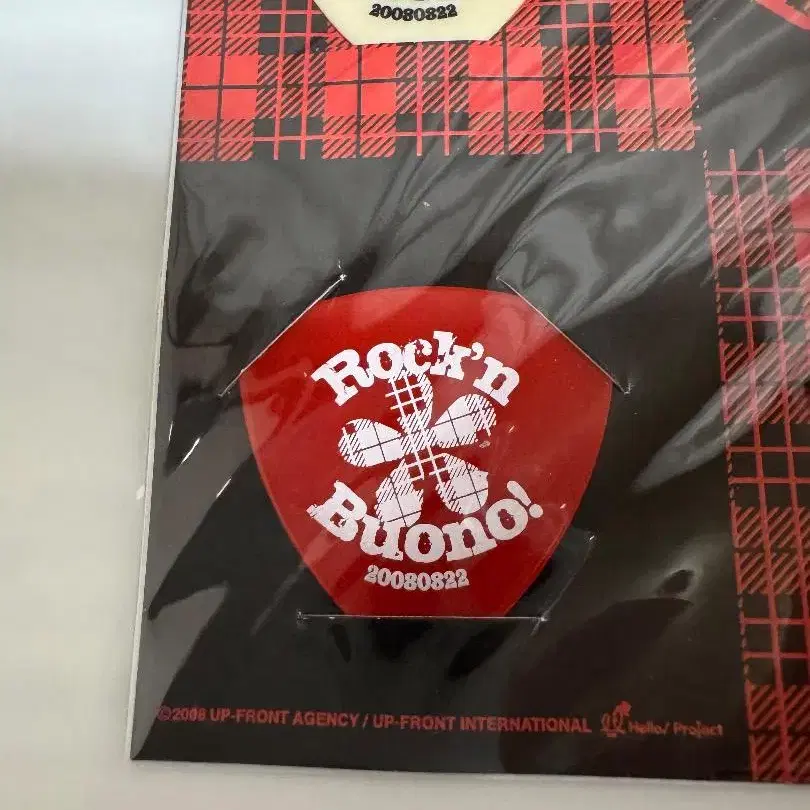 20080822
Rock'n
Buono!
20080822
©2008 UP-FRONT AGENCY / UP-FRONT INTERNATIONAL Hello! Project